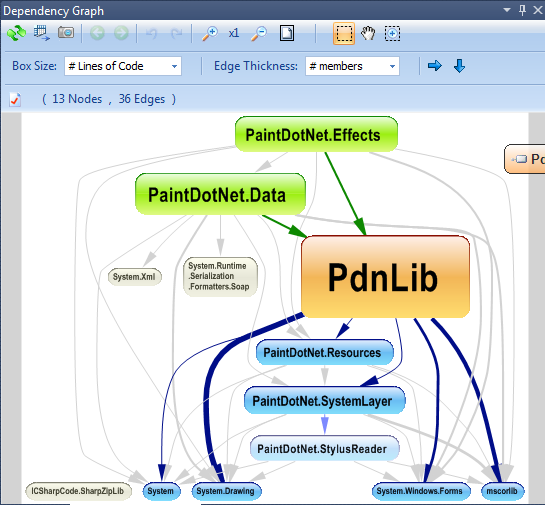 Dependency Graph
x1
Box Size: # Lines of Code Edge Thickness: # members
( 13 Nodes , 36 Edges )
PaintDotNet.Effects
Pd
PaintDotNet.Data
System.Xml
System.Runtime
.Serialization
.Formatters.Soap
PdnLib
PaintDotNet.Resources
PaintDotNet.SystemLayer
PaintDotNet.StylusReader
ICSharpCode.SharpZipLib System System.Drawing System.Windows.Forms mscorlib